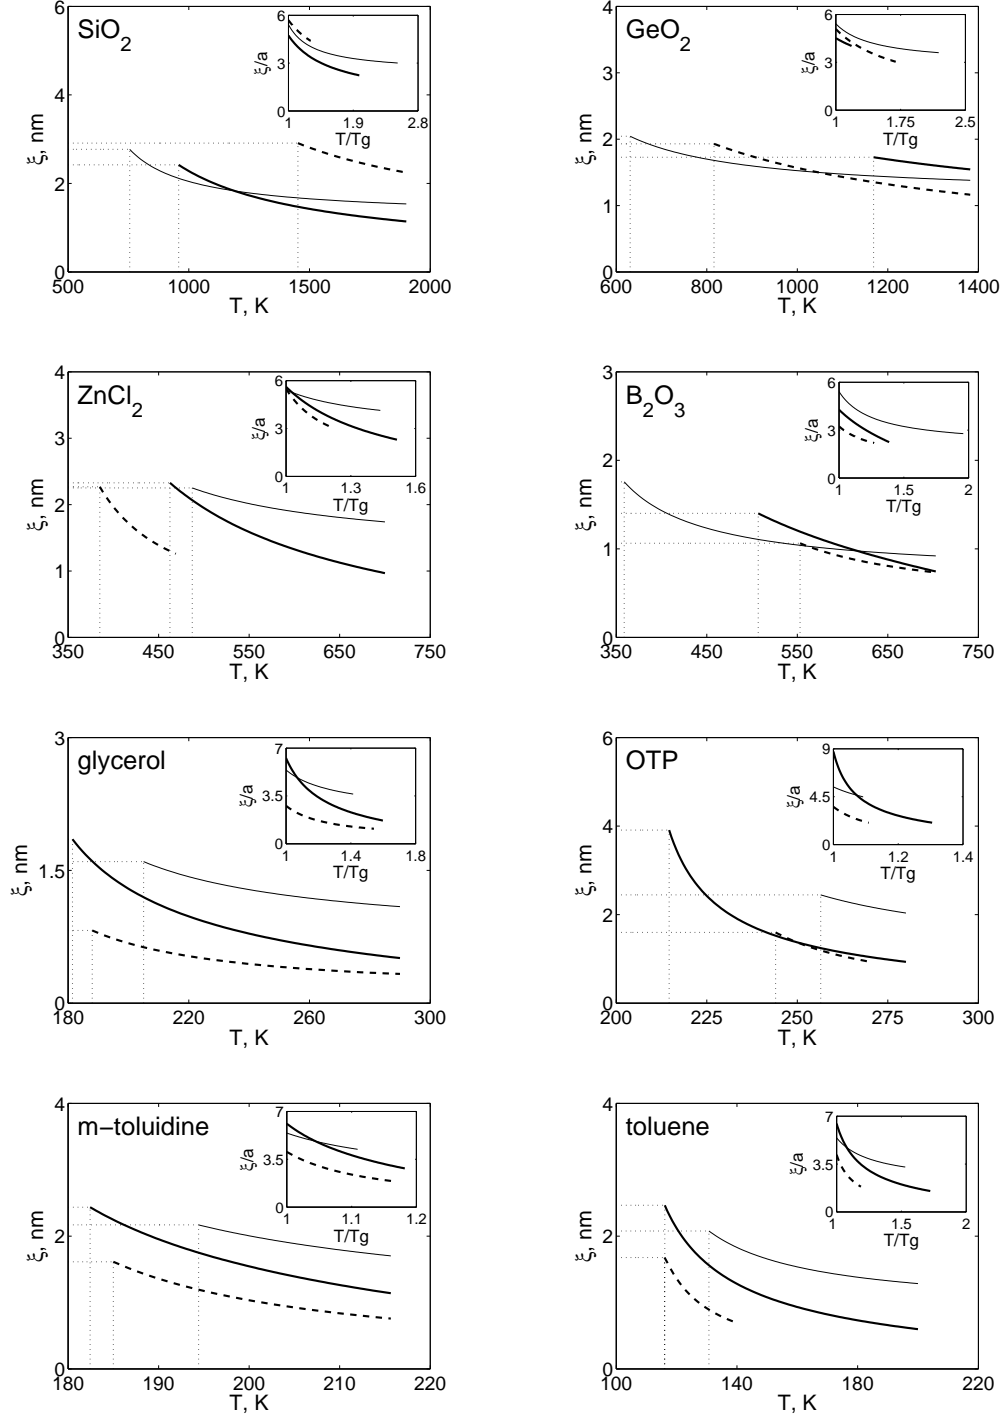 SiO2
6
4
2
0
ξ, nm
500
1000
1500
2000
T, K
6
3
0
ξ/a
1
1.9
2.8
T/Tg
GeO2
4
3
2
1
0
ξ, nm
600
800
1000
1200
1400
T, K
6
3
0
ξ/a
1
1.75
2.5
T/Tg
ZnCl2
4
3
2
1
0
ξ, nm
350
450
550
650
750
T, K
6
3
0
ξ/a
1
1.3
1.6
T/Tg
B2O3
3
2
1
0
ξ, nm
350
450
550
650
750
T, K
6
3
0
ξ/a
1
1.5
2
T/Tg
glycerol
3
1.5
0
ξ, nm
180
220
260
300
T, K
7
3.5
0
ξ/a
1
1.4
1.8
T/Tg
OTP
6
4
2
0
ξ, nm
200
225
250
275
300
T, K
9
4.5
0
ξ/a
1
1.2
1.4
T/Tg
m−toluidine
4
2
0
ξ, nm
180
190
200
210
220
T, K
7
3.5
0
ξ/a
1
1.1
1.2
T/Tg
toluene
4
3
2
1
0
ξ, nm
100
140
180
220
T, K
7
3.5
0
ξ/a
1
1.5
2
T/Tg